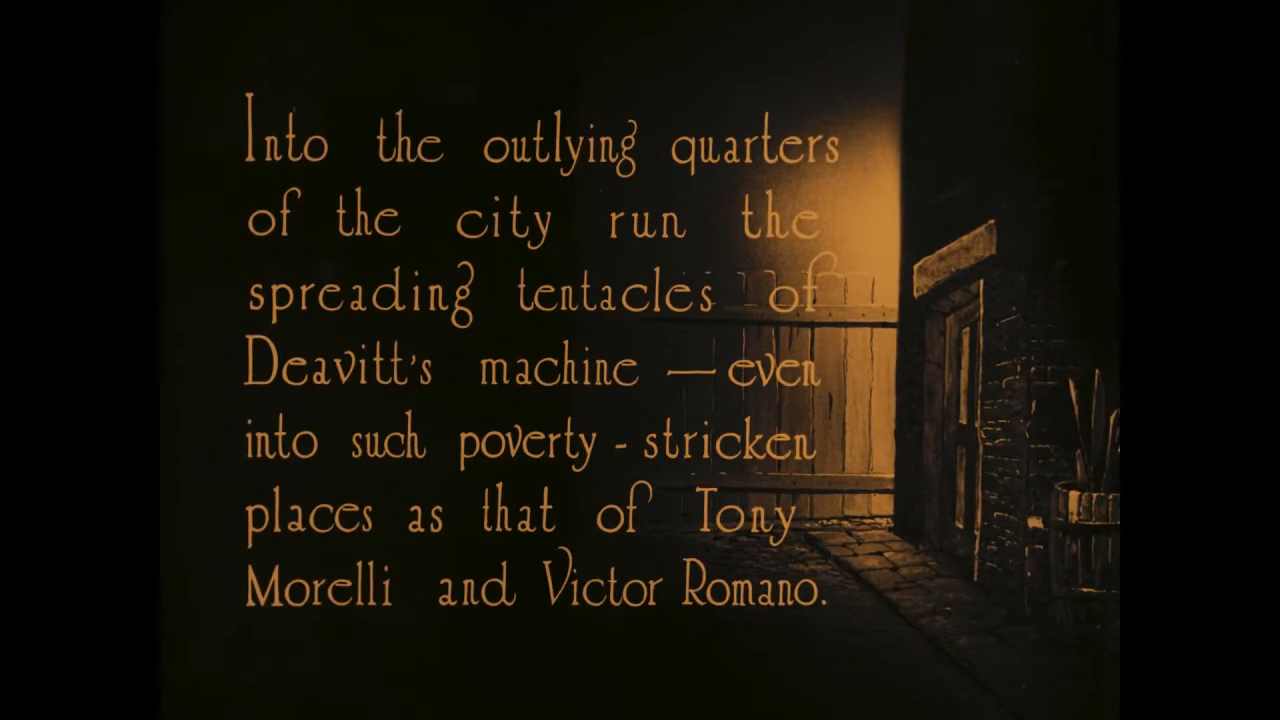 Into the outlying quarters
of the city run the
spreading tentacles of
Deavitt's machine — even
into such poverty - stricken
places as that of Tony
Morelli and Victor Romano.